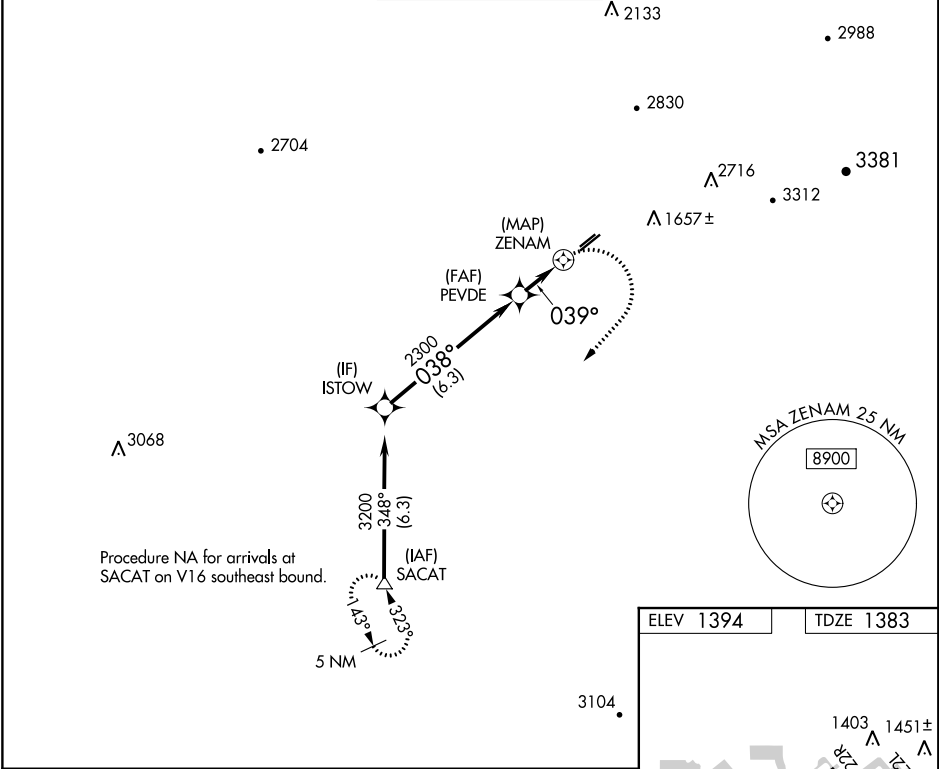 2133
2988
2830
2704
3381
2716
3312
1657±
(MAP)
ZENAM
(FAF)
PEVDE
039°
2300
038°
(6.3)
(IF)
ISTOW
MSA ZENAM 25 NM
3068
8900
3200
348°
(6.3)
Procedure NA for arrivals at
SACAT on V16 southeast bound.
(IAF)
SACAT
143°
323°
5 NM
ELEV 1394
TDZE 1383
3104
1403
1451±
22R